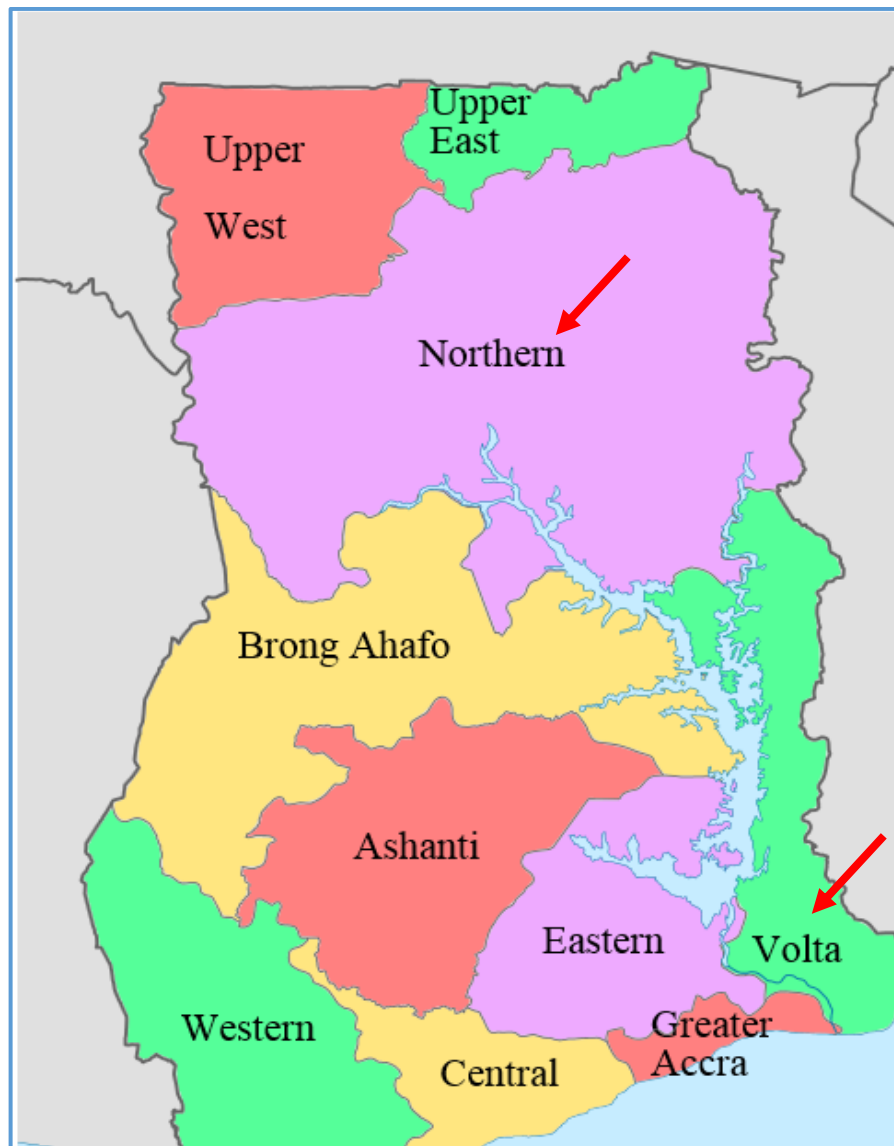 Upper
East
Upper
West
Northern
Brong Ahafo
Ashanti
Eastern
Volta
Western
Greater
Accra
Central